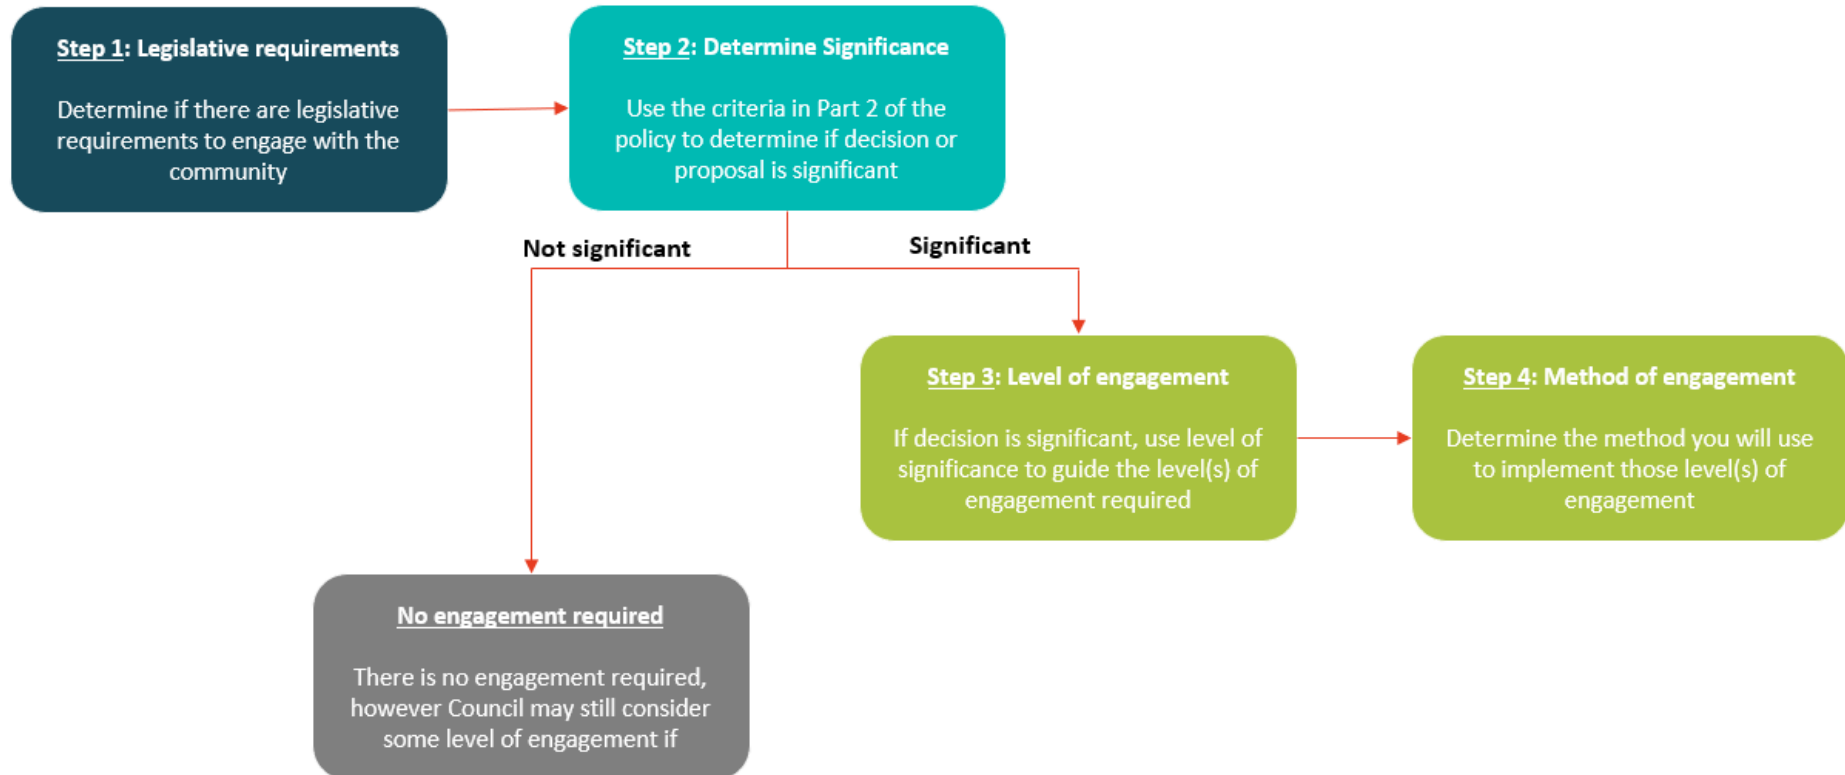 Step 1: Legislative requirements
Determine if there are legislative
requirements to engage with the
community
Step 2: Determine Significance
Use the criteria in Part 2 of the
policy to determine if decision or
proposal is significant
Not significant
Significant
Step 3: Level of engagement
If decision is significant, use level of
significance to guide the level(s) of
engagement required
Step 4: Method of engagement
Determine the method you will use
to implement those level(s) of
engagement
No engagement required
There is no engagement required,
however Council may still consider
some level of engagement if